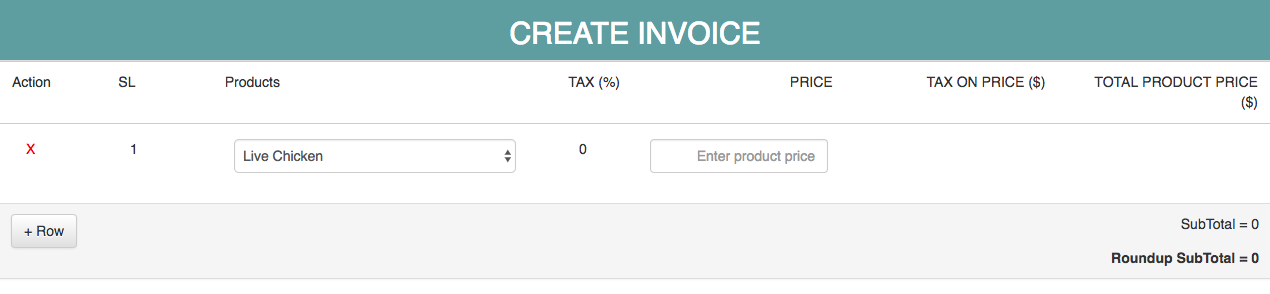 CREATE INVOICE
Action SL Products TAX (%) PRICE TAX ON PRICE ($) TOTAL PRODUCT PRICE
($)
X 1 Live Chicken 0 Enter product price
+ Row SubTotal = 0
Roundup SubTotal = 0